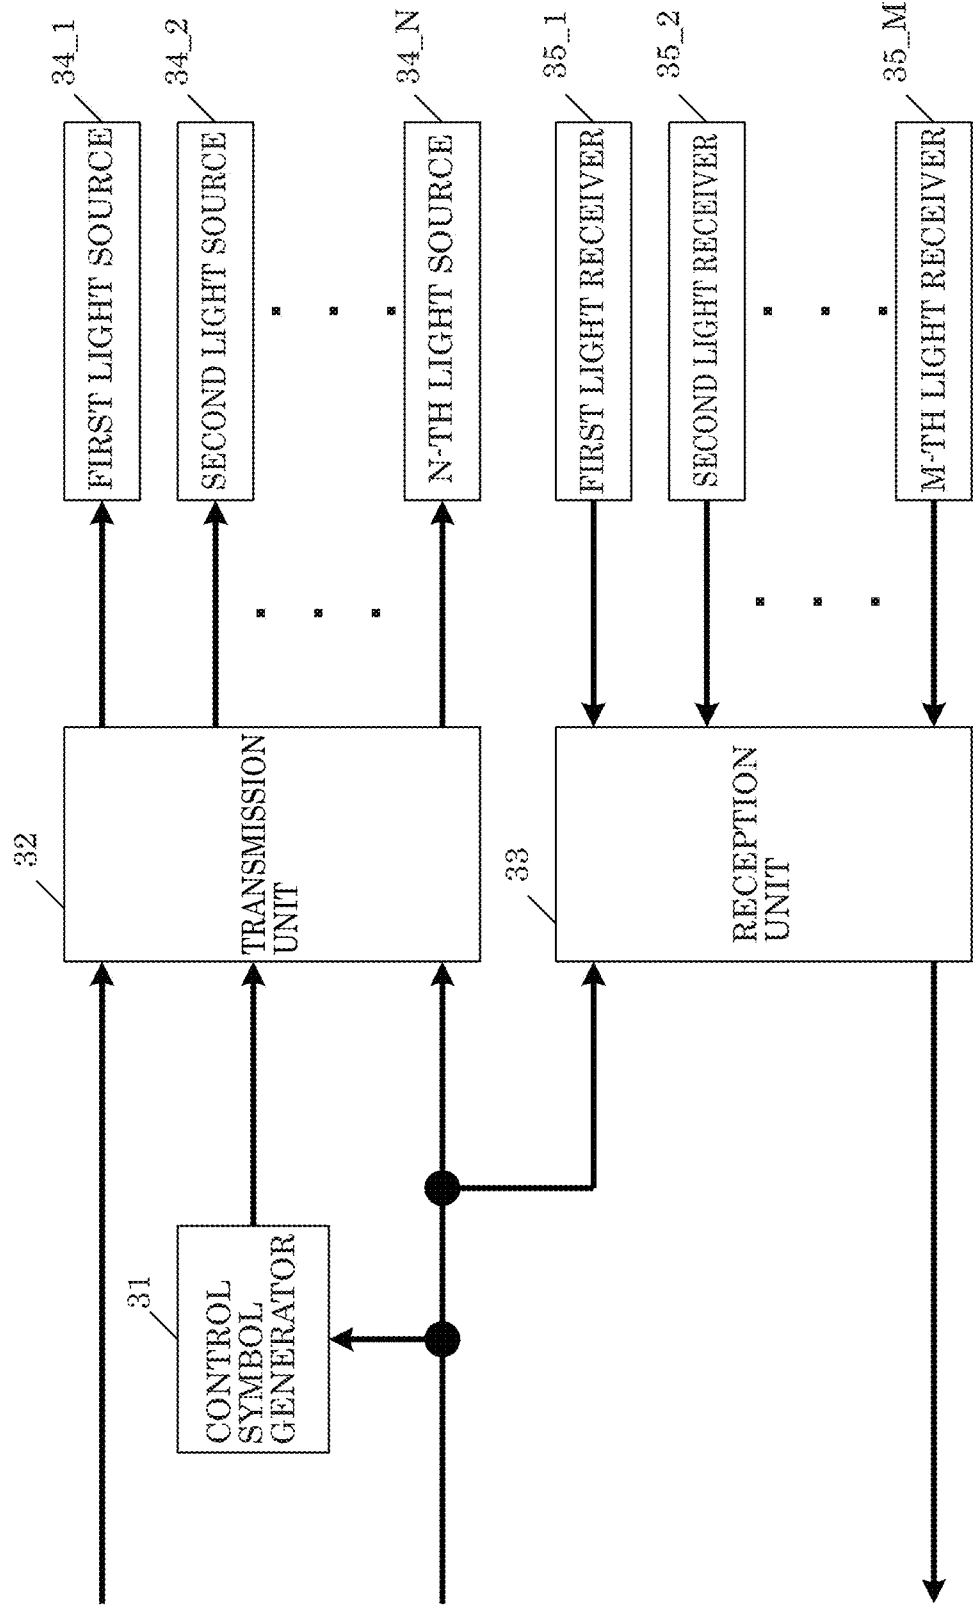 31
CONTROL
SYMBOL
GENERATOR
32
TRANSMISSION
UNIT
33
RECEPTION
UNIT
34_1
FIRST LIGHT SOURCE
34_2
SECOND LIGHT SOURCE
34_N
N-TH LIGHT SOURCE
35_1
FIRST LIGHT RECEIVER
35_2
SECOND LIGHT RECEIVER
35_M
M-TH LIGHT RECEIVER